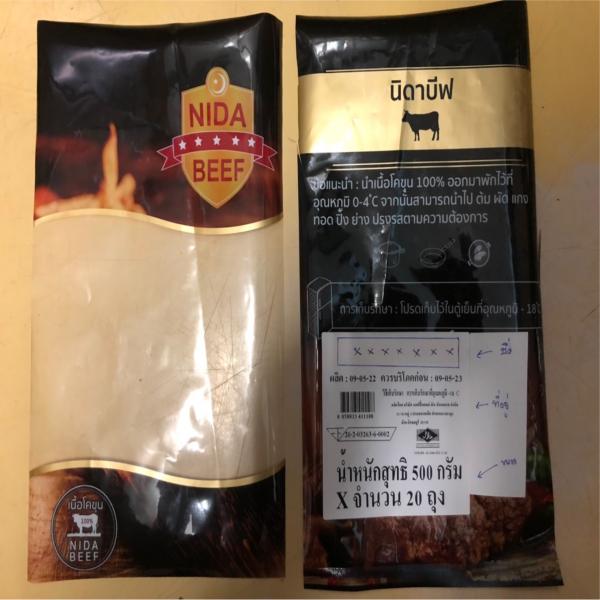 NIDA
BEEF
เนื้อโคขุน
100%
NIDA
BEEF
นิดาบีฟ
ข้อแนะนำ : นำเนื้อโคขุน 100% ออกมาพักไว้ที่
อุณหภูมิ 0-4°C จากนั้นสามารถนำไป ต้ม ผัด แกง
ทอด ปิ้ง ย่าง ปรุงรสตามความต้องการ
การเก็บรักษา : โปรดเก็บไว้ในตู้เย็นที่อุณหภูมิ - 18°C
x x x x x x x
ชื่อ
ผลิต : 09-05-22 ควรบริโภคก่อน : 09-05-23
ที่อยู่
8 858813 411108
20-2-03263-6-0002
น้ำหนักสุทธิ 500 กรัม
X จำนวน 20 ถุง